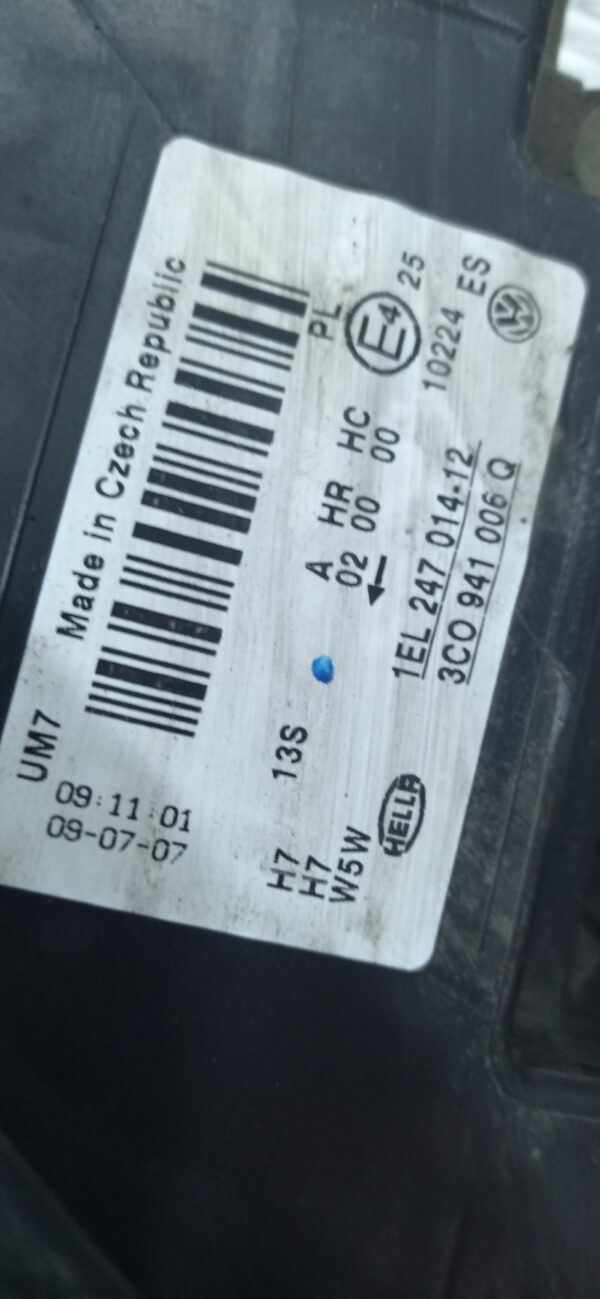 Made in Czech Republic
UM7
09:11:01
09-07-07
PL
H7
H7
W5W
13S
A
02
HR
00
HC
00
E4
25
10224
ES
1EL 247 014-12
3C0 941 006 Q
HELLA
VW